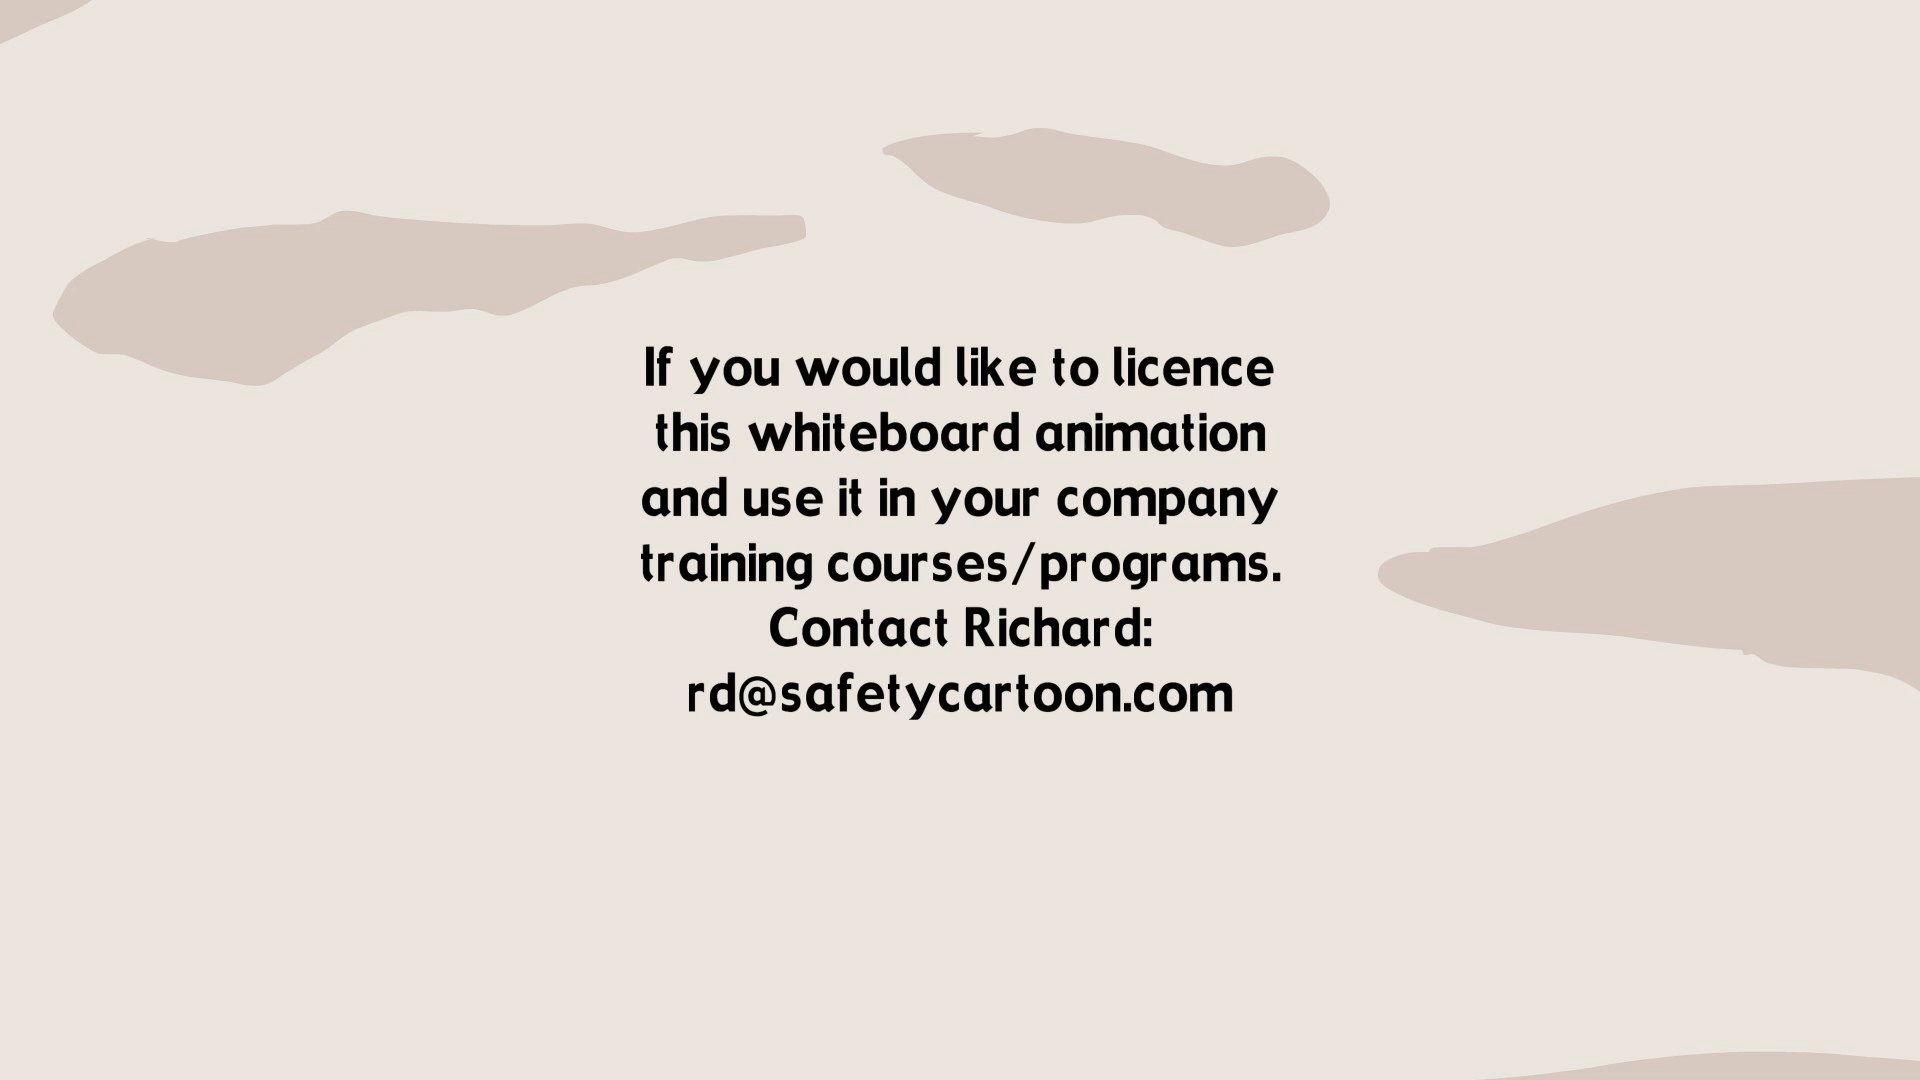 If you would like to licence
this whiteboard animation
and use it in your company
training courses/programs.
Contact Richard:
rd@safetycartoon.com